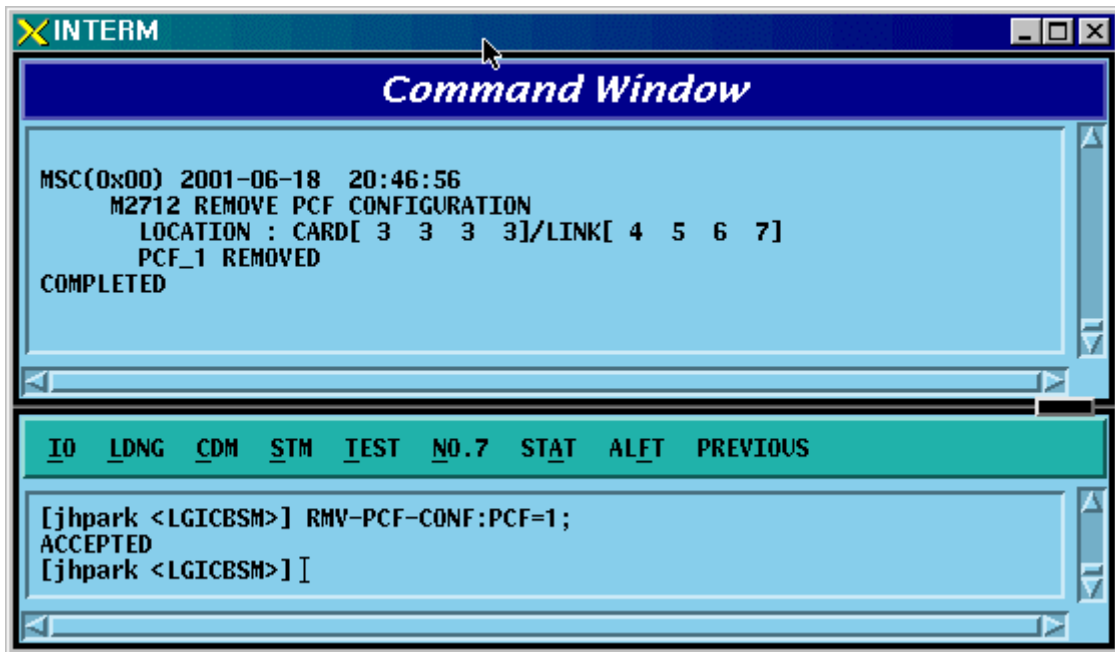 INTERM
Command Window
MSC(0x00) 2001-06-18 20:46:56
M2712 REMOVE PCF CONFIGURATION
LOCATION : CARD[ 3 3 3 3]/LINK[ 4 5 6 7]
PCF_1 REMOVED
COMPLETED
IO LDNG CDM STM TEST NO.7 STAT ALFT PREVIOUS
[jhpark <LGICBSM>] RMV-PCF-CONF:PCF=1;
ACCEPTED
[jhpark <LGICBSM>]